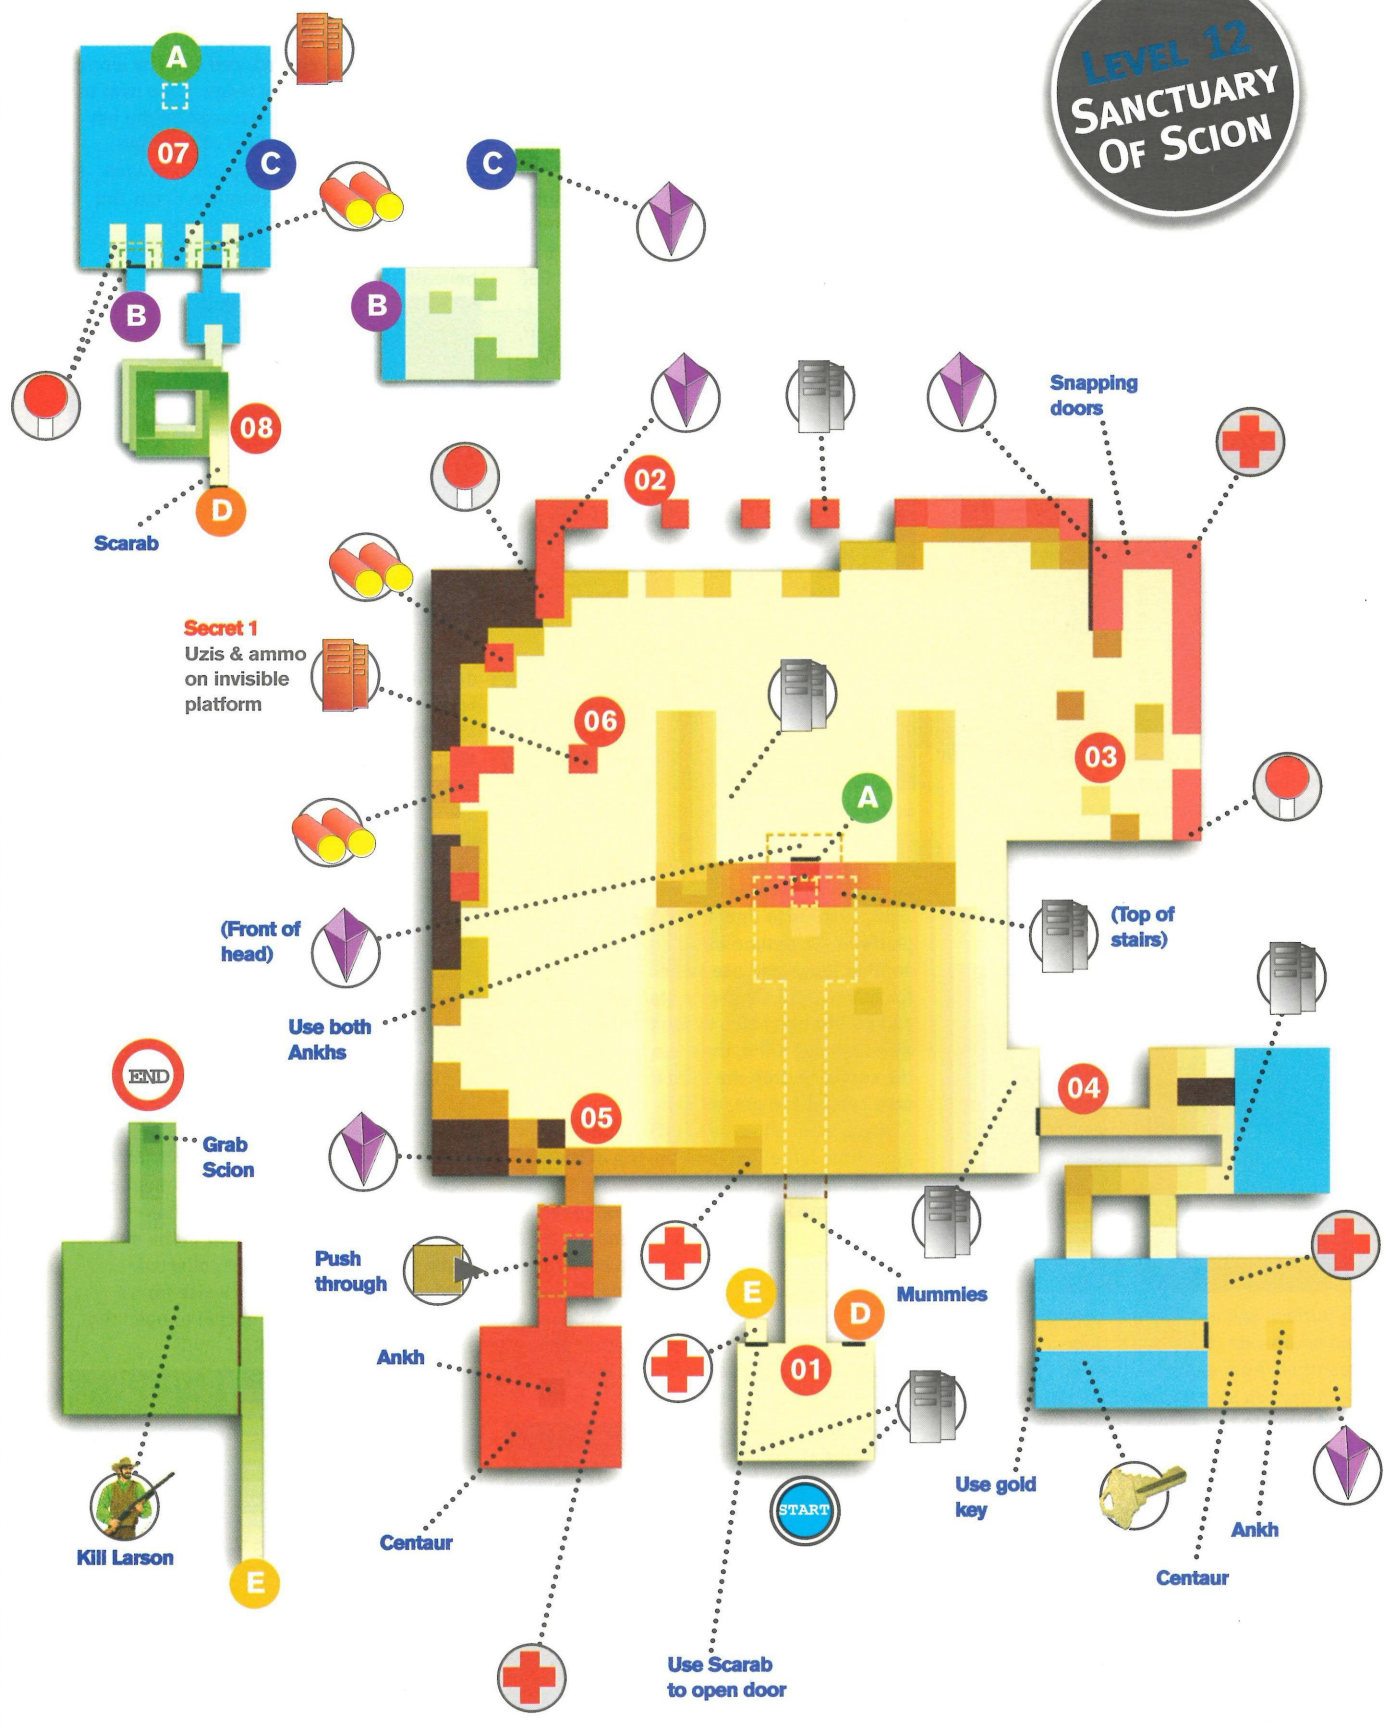 LEVEL 12
SANCTUARY
OF SCION
A
07
C
B
08
Scarab
D
C
B
02
Snapping
doors
Secret 1
Uzis & ammo
on invisible
platform
06
03
A
(Front of
head)
(Top of
stairs)
Use both
Ankhs
END
Grab
Scion
05
04
Push
through
Mummies
E
D
Ankh
01
Kill Larson
E
Centaur
START
Use gold
key
Ankh
Centaur
Use Scarab
to open door